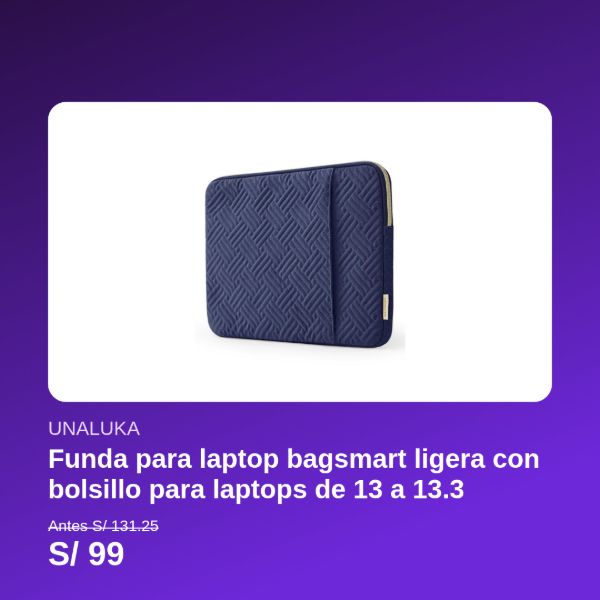 UNALUKA
Funda para laptop bagsmart ligera con
bolsillo para laptops de 13 a 13.3
Antes S/ 131.25
S/ 99